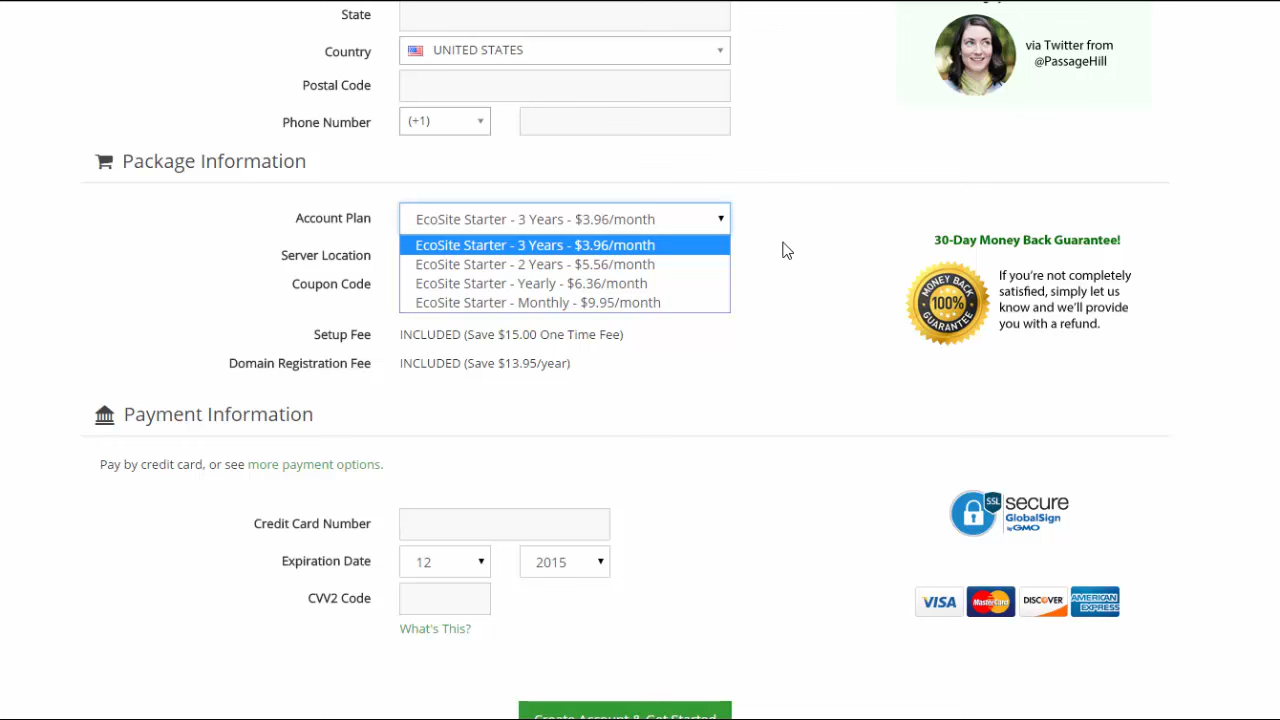 State
Country
UNITED STATES
Postal Code
Phone Number
(+1)
via Twitter from
@PassageHill
Package Information
Account Plan
EcoSite Starter - 3 Years - $3.96/month
EcoSite Starter - 3 Years - $3.96/month
EcoSite Starter - 2 Years - $5.56/month
EcoSite Starter - Yearly - $6.36/month
EcoSite Starter - Monthly - $9.95/month
Server Location
Coupon Code
Setup Fee
INCLUDED (Save $15.00 One Time Fee)
Domain Registration Fee
INCLUDED (Save $13.95/year)
30-Day Money Back Guarantee!
MONEY BACK
100%
GUARANTEE
If you're not completely
satisfied, simply let us
know and we'll provide
you with a refund.
Payment Information
Pay by credit card, or see more payment options.
Credit Card Number
Expiration Date
12
2015
CVV2 Code
What's This?
SSL
secure
GlobalSign
by GMO
VISA
MasterCard
DISCOVER
AMERICAN
EXPRESS
Create Account & Get Started